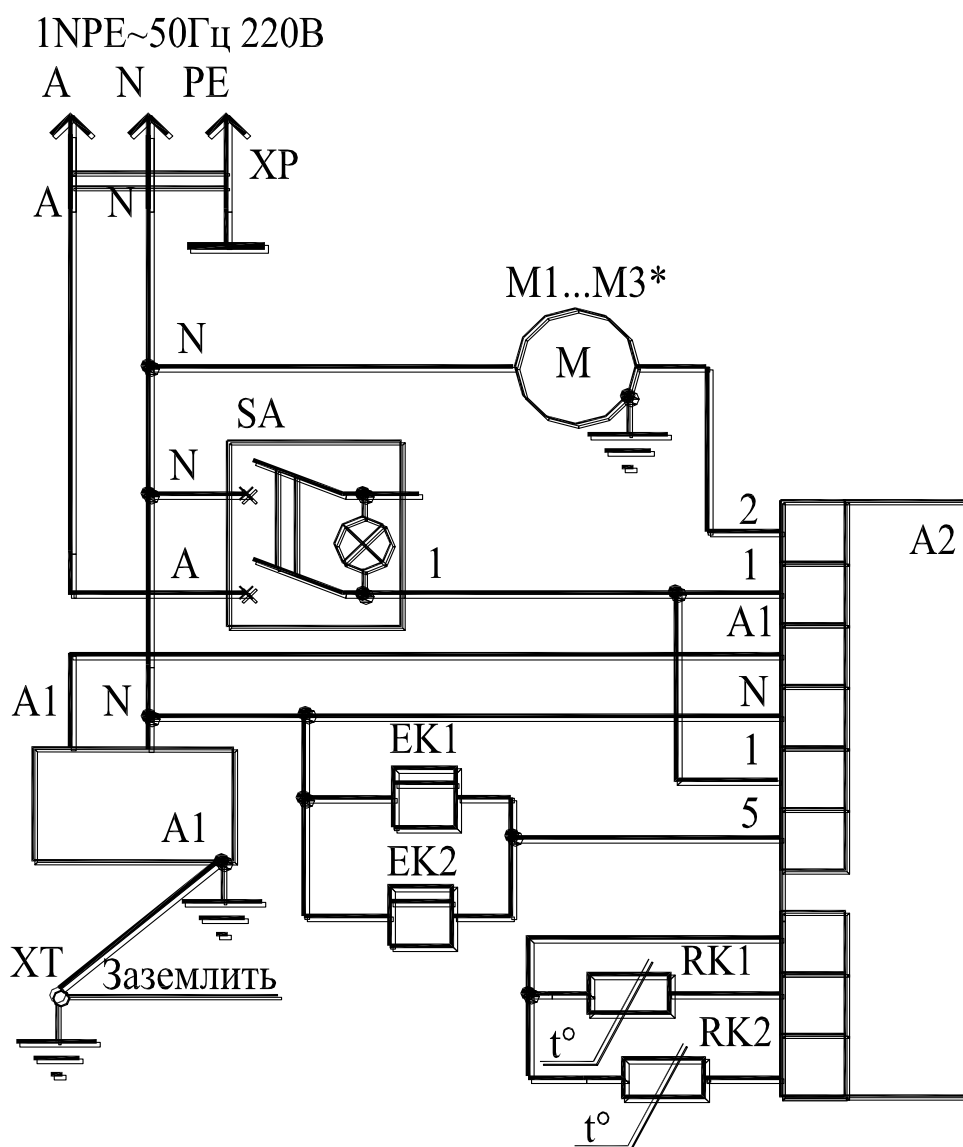 1NPE~50Гц 220В
A N PE
XP
A N
M1...M3*
N
M
SA
N
2
A2
A 1 1
A1
A1 N N
EK1 1
5
A1
EK2
XT Заземлить RK1
t° RK2
t°